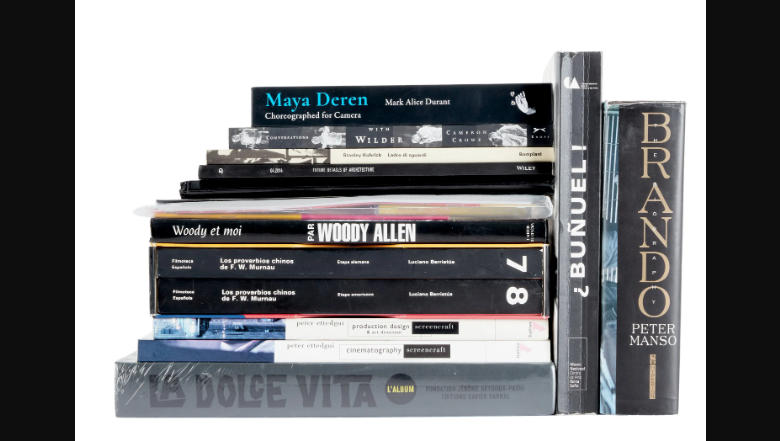 Maya Deren
Mark Alice Durant
Choreographed for Camera
CONVERSATIONS WITH WILDER CAMERON CROWE
Stanley Kubrick Ladro di sguardi Bompiani
04/2014 FUTURE DETAILS OF ARCHITECTURE WILEY
Woody et moi PAR WOODY ALLEN
Filmoteca Española
Los proverbios chinos de F. W. Murnau
Etapa alemana
Luciano Berriatúa
7
Filmoteca Española
Los proverbios chinos de F. W. Murnau
Etapa americana
Luciano Berriatúa
8
peter ettedgui production design & art direction screencraft
peter ettedgui cinematography screencraft
LA DOLCE VITA L'ALBUM
FONDATION JÉRÔME SEYDOUX-PATHÉ
ÉDITIONS XAVIER BARRAL
¿BUÑUEL!
BRANDO
BIOGRAPHY
PETER
MANSO